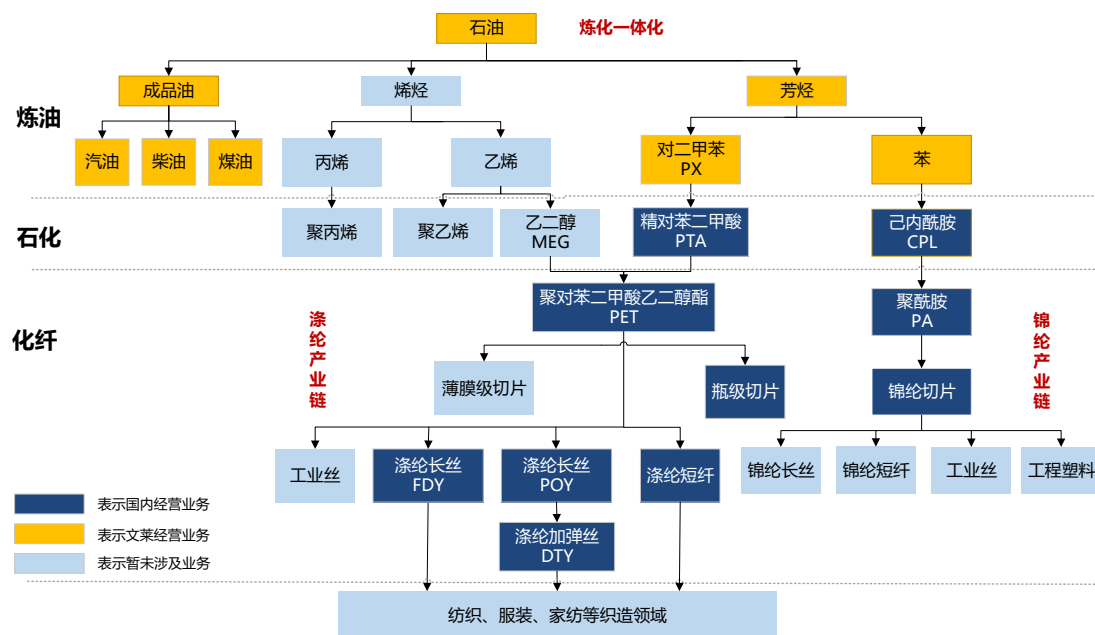 石油
炼化一体化
成品油
烯烃
芳烃
炼油
汽油
柴油
煤油
丙烯
乙烯
对二甲苯
PX
苯
石化
聚丙烯
聚乙烯
乙二醇
MEG
精对苯二甲酸
PTA
己内酰胺
CPL
化纤
涤纶产业链
聚对苯二甲酸乙二醇酯
PET
聚酰胺
PA
锦纶产业链
薄膜级切片
瓶级切片
锦纶切片
工业丝
涤纶长丝
FDY
涤纶长丝
POY
涤纶短纤
锦纶长丝
锦纶短纤
工业丝
工程塑料
表示国内经营业务
表示文莱经营业务
表示暂未涉及业务
涤纶加弹丝
DTY
纺织、服装、家纺等织造领域